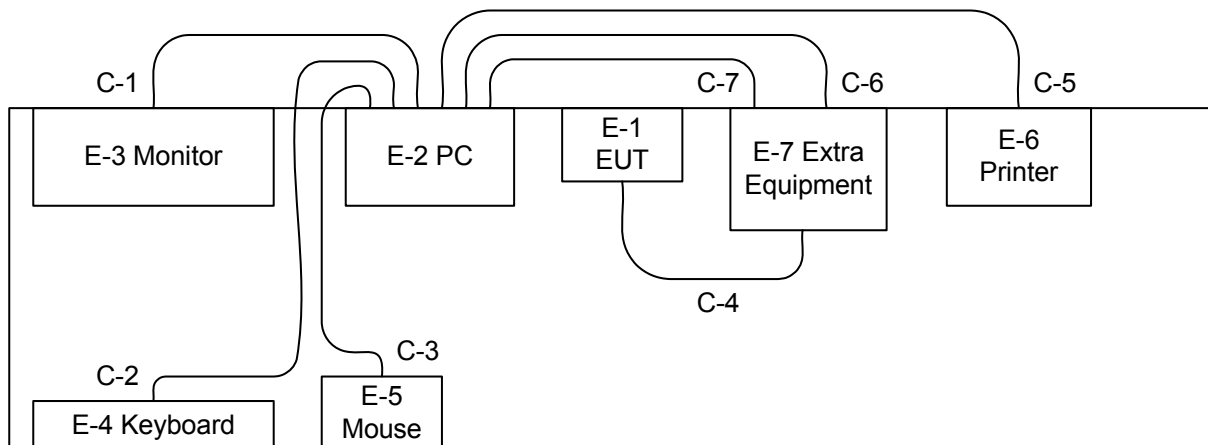 C-1
C-7
C-6
C-5
E-3 Monitor
E-2 PC
E-1
EUT
E-7 Extra
Equipment
E-6
Printer
C-4
C-2
C-3
E-4 Keyboard
E-5
Mouse